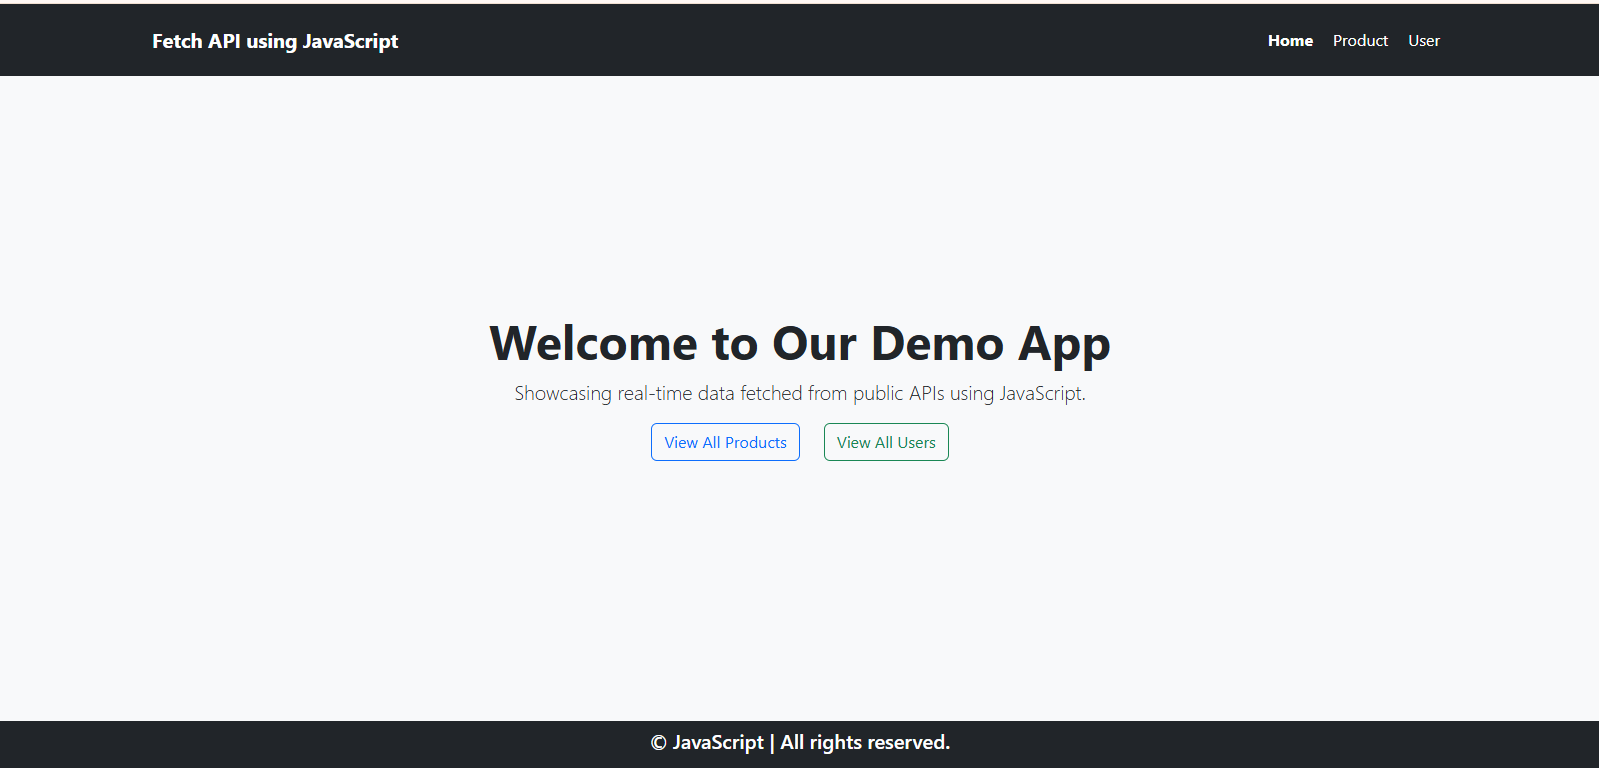 Fetch API using JavaScript
Home Product User
Welcome to Our Demo App
Showcasing real-time data fetched from public APIs using JavaScript.
View All Products View All Users
© JavaScript | All rights reserved.